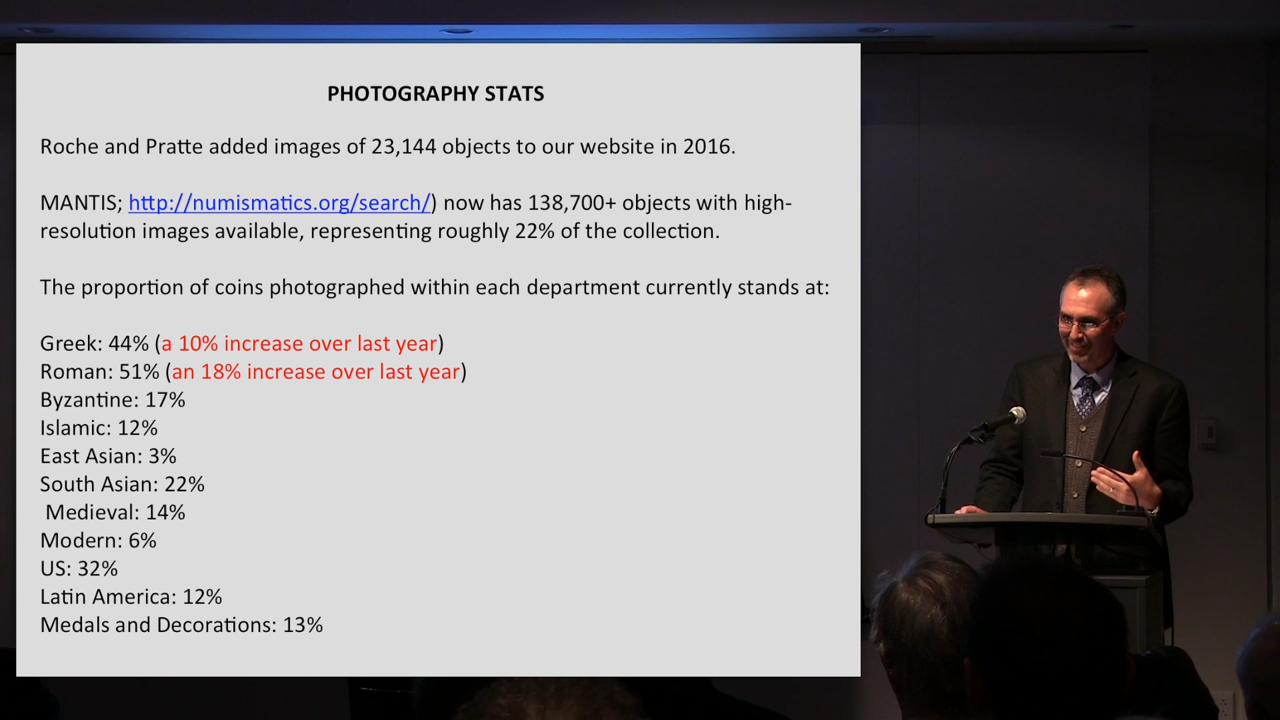 PHOTOGRAPHY STATS
Roche and Pratte added images of 23,144 objects to our website in 2016.
MANTIS; http://numismatics.org/search/) now has 138,700+ objects with high-
resolution images available, representing roughly 22% of the collection.
The proportion of coins photographed within each department currently stands at:
Greek: 44% (a 10% increase over last year)
Roman: 51% (an 18% increase over last year)
Byzantine: 17%
Islamic: 12%
East Asian: 3%
South Asian: 22%
Medieval: 14%
Modern: 6%
US: 32%
Latin America: 12%
Medals and Decorations: 13%